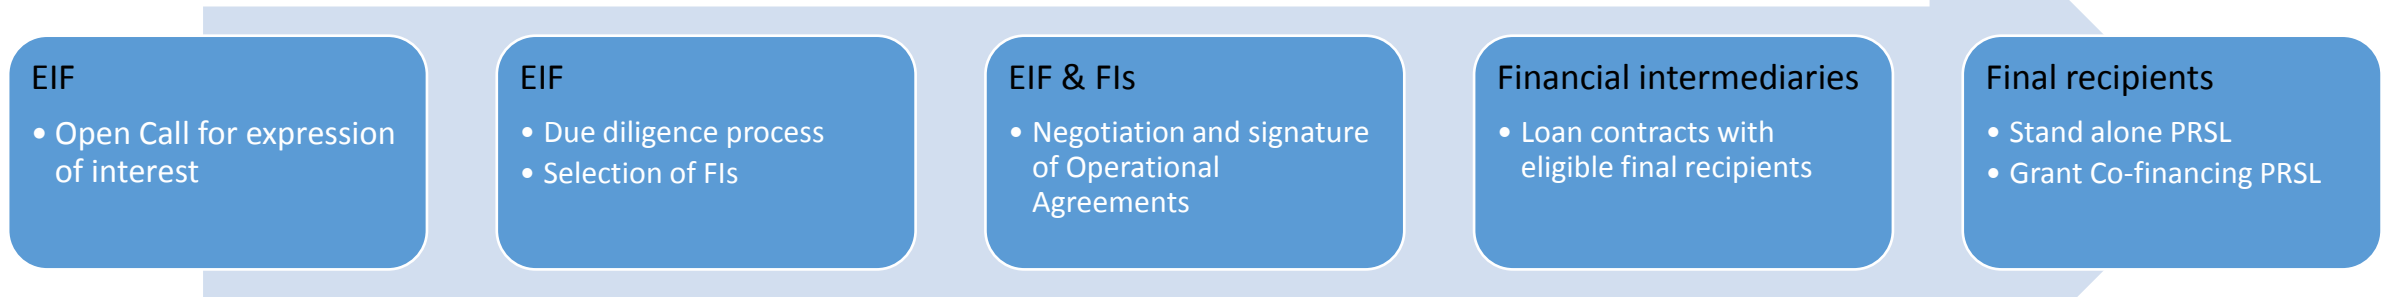 EIF
• Open Call for expression
of interest
EIF
• Due diligence process
• Selection of FIs
EIF & FIs
• Negotiation and signature
of Operational
Agreements
Financial intermediaries
• Loan contracts with
eligible final recipients
Final recipients
• Stand alone PRSL
• Grant Co-financing PRSL